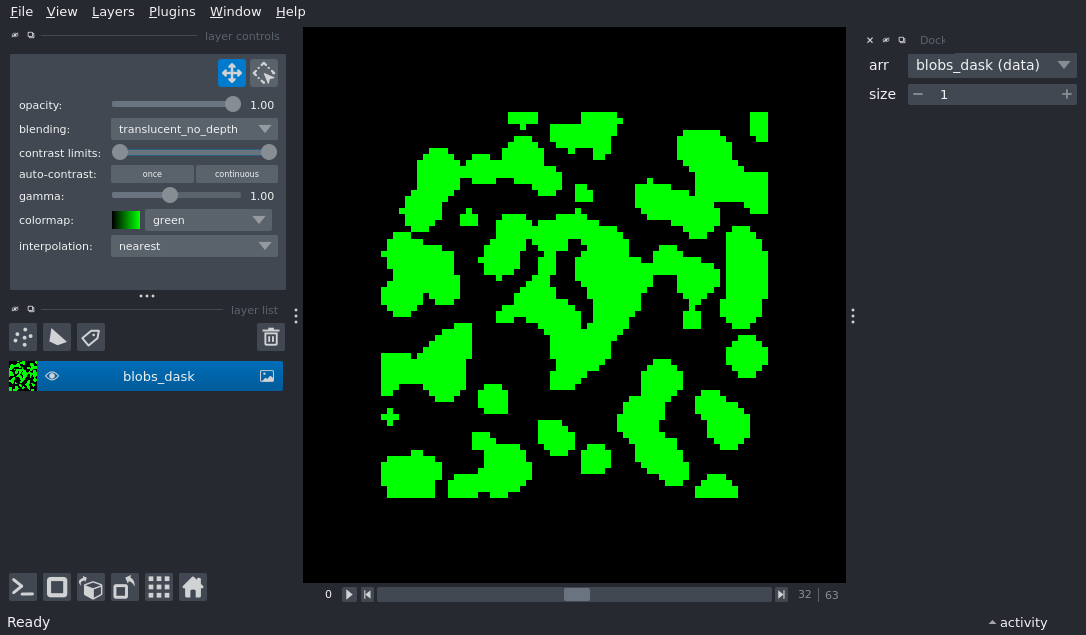 File View Layers Plugins Window Help
layer controls
opacity: 1.00
blending: translucent_no_depth
contrast limits:
auto-contrast: once continuous
gamma: 1.00
colormap: green
interpolation: nearest
layer list
blobs_dask
Dock
arr blobs_dask (data)
size 1
0 32 63
Ready activity